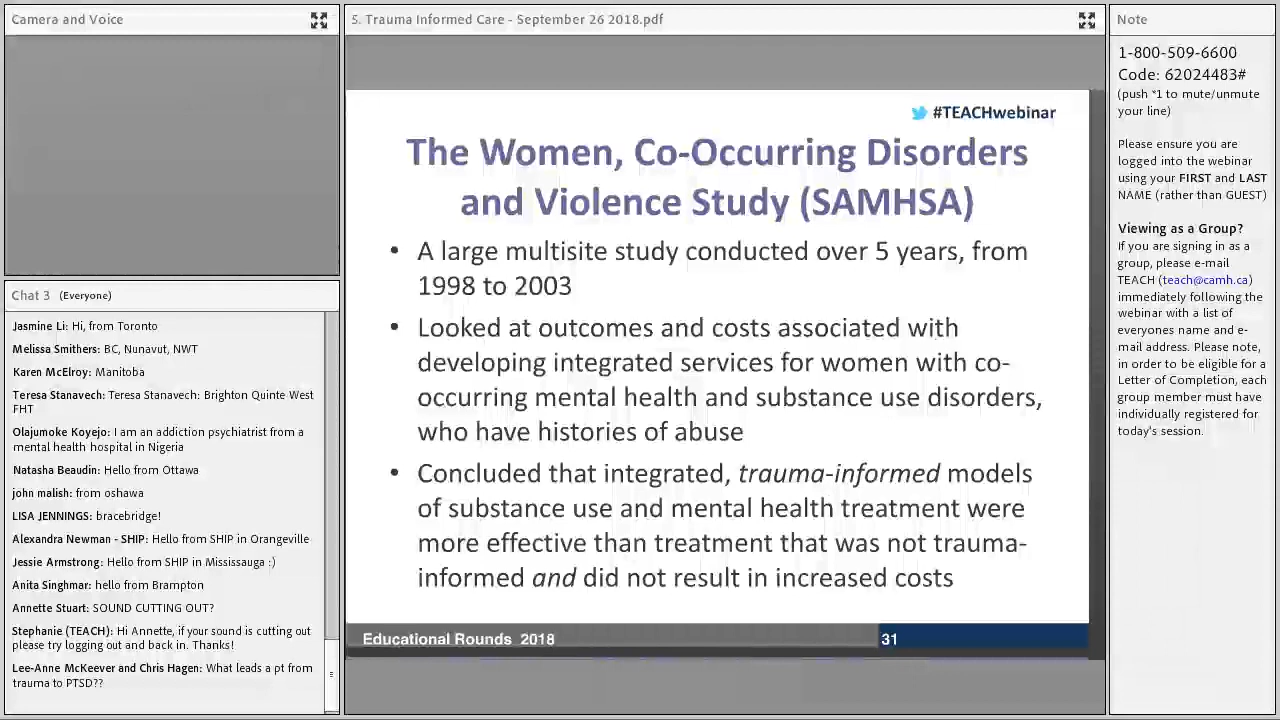 Camera and Voice
Chat 3 (Everyone)
Jasmine Li: Hi, from Toronto
Melissa Smithers: BC, Nunavut, NWT
Karen McElroy: Manitoba
Teresa Stanavech: Teresa Stanavech: Brighton Quinte West
FHT
Olajumoke Koyejo: I am an addiction psychiatrist from a
mental health hospital in Nigeria
Natasha Beaudin: Hello from Ottawa
john malish: from oshawa
LISA JENNINGS: bracebridge!
Alexandra Newman - SHIP: Hello from SHIP in Orangeville
Jessie Armstrong: Hello from SHIP in Mississauga :)
Anita Singhmar: hello from Brampton
Annette Stuart: SOUND CUTTING OUT?
Stephanie (TEACH): Hi Annette, if your sound is cutting out
please try logging out and back in. Thanks!
Lee-Anne McKeever and Chris Hagen: What leads a pt from
trauma to PTSD??
5. Trauma Informed Care - September 26 2018.pdf
#TEACHwebinar
The Women, Co-Occurring Disorders
and Violence Study (SAMHSA)
• A large multisite study conducted over 5 years, from
1998 to 2003
• Looked at outcomes and costs associated with
developing integrated services for women with co-
occurring mental health and substance use disorders,
who have histories of abuse
• Concluded that integrated, trauma-informed models
of substance use and mental health treatment were
more effective than treatment that was not trauma-
informed and did not result in increased costs
Educational Rounds 2018
31
Note
1-800-509-6600
Code: 62024483#
(push *1 to mute/unmute
your line)
Please ensure you are
logged into the webinar
using your FIRST and LAST
NAME (rather than GUEST)
Viewing as a Group?
If you are signing in as a
group, please e-mail
TEACH (teach@camh.ca)
immediately following the
webinar with a list of
everyones name and e-
mail address. Please note,
in order to be eligible for a
Letter of Completion, each
group member must have
individually registered for
today's session.